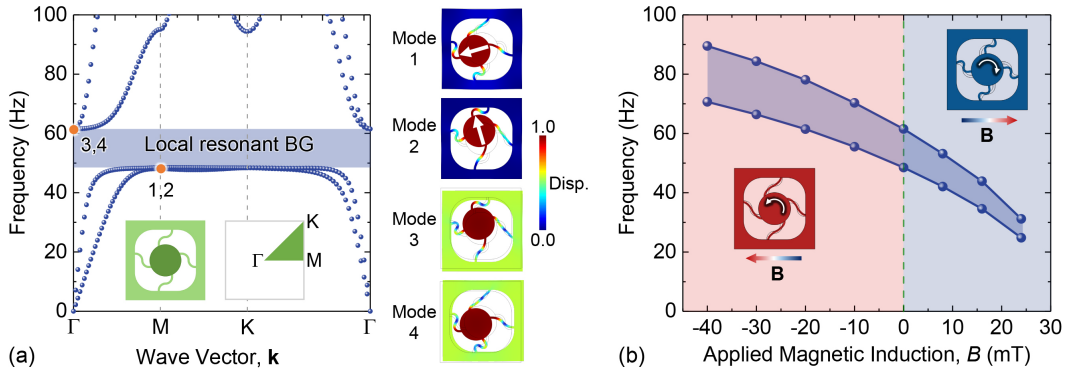 100
80
60
40
20
0
Frequency (Hz)
Local resonant BG
3,4
1,2
K
Γ
M
Γ
M
K
Γ
(a)
Wave Vector, k
Mode
1
Mode
2
Mode
3
Mode
4
1.0
Disp.
0.0
100
80
60
40
20
0
Frequency (Hz)
B
B
-40
-30
-20
-10
0
10
20
30
(b)
Applied Magnetic Induction, B (mT)